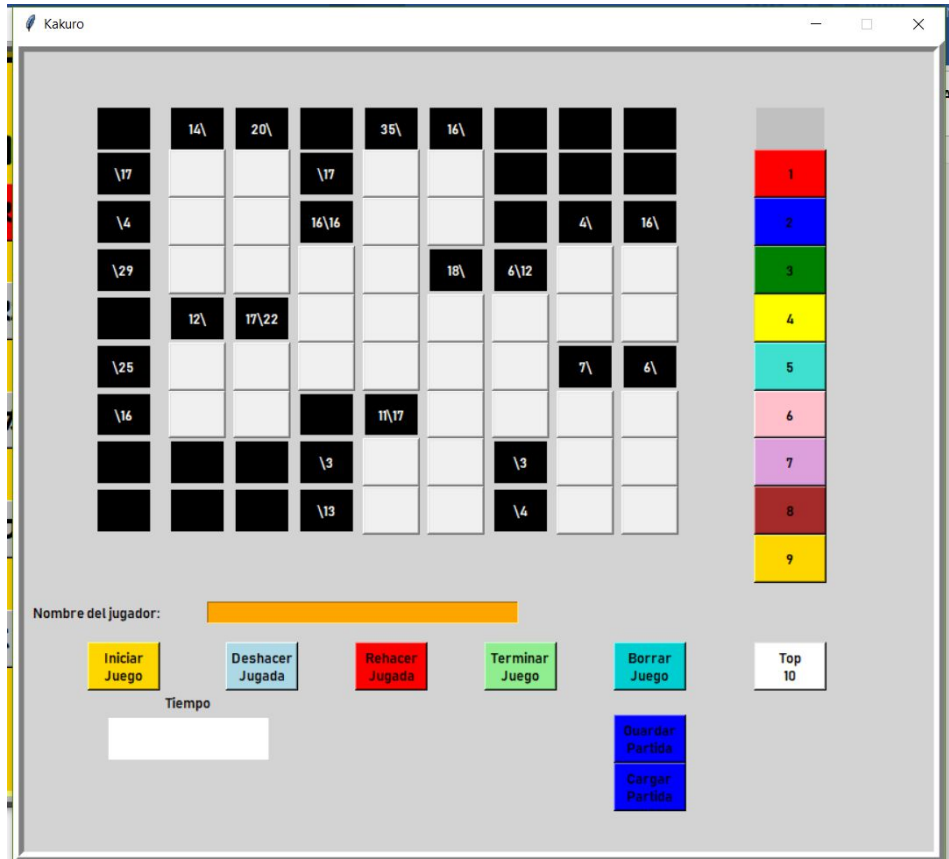 Kakuro
14\ 20\ 35\ 16\
\17 \17 1
\4 16\16 4\ 16\ 2
\29 18\ 6\12 3
12\ 17\22 4
\25 7\ 6\ 5
\16 11\17 6
\3 \3 7
\13 \4 8
9
Nombre del jugador:
Iniciar Juego
Deshacer Jugada
Rehacer Jugada
Terminar Juego
Borrar Juego
Top 10
Tiempo
Guardar Partida
Cargar Partida